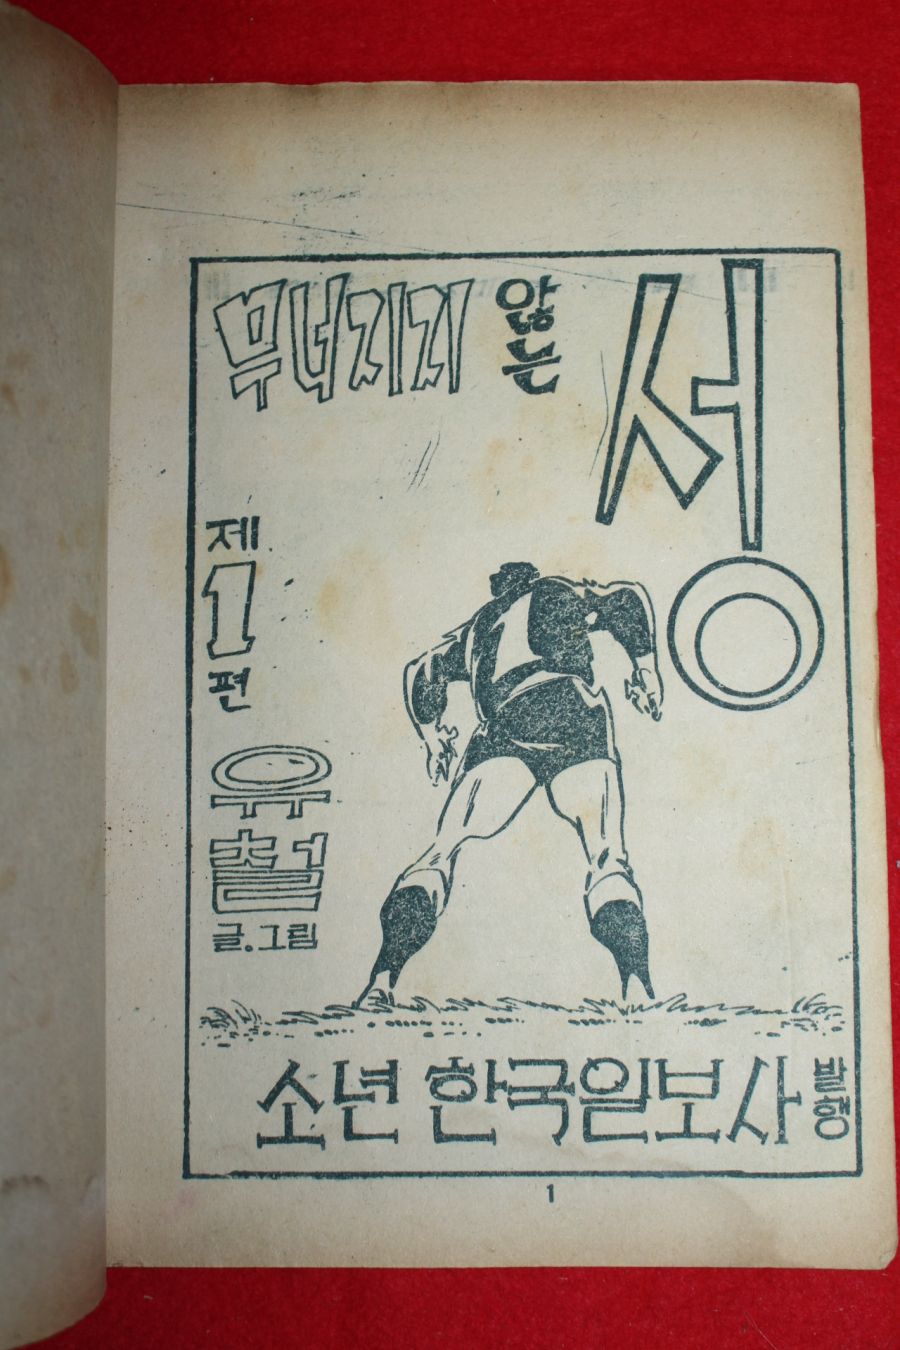 무너지지 않는 성
제1편
유철
글.그림
소년한국일보사 발행
1